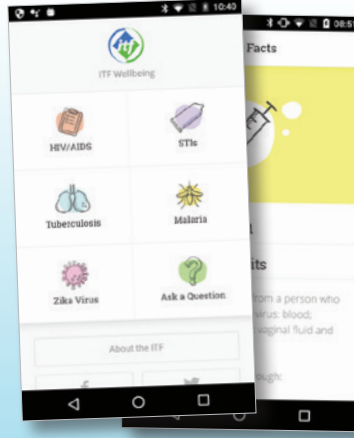 10:40
itf
ITF Wellbeing
HIV/AIDS
STIs
Tuberculosis
Malaria
Zika Virus
Ask a Question
About the ITF
08:5
Facts
its
from a person who
virus: blood;
vaginal fluid and
ough: